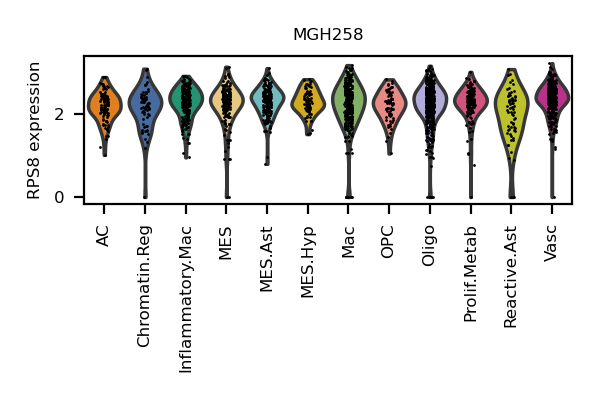 MGH258
RPS8 expression
2
0
AC
Chromatin.Reg
Inflammatory.Mac
MES
MES.Ast
MES.Hyp
Mac
OPC
Oligo
Prolif.Metab
Reactive.Ast
Vasc